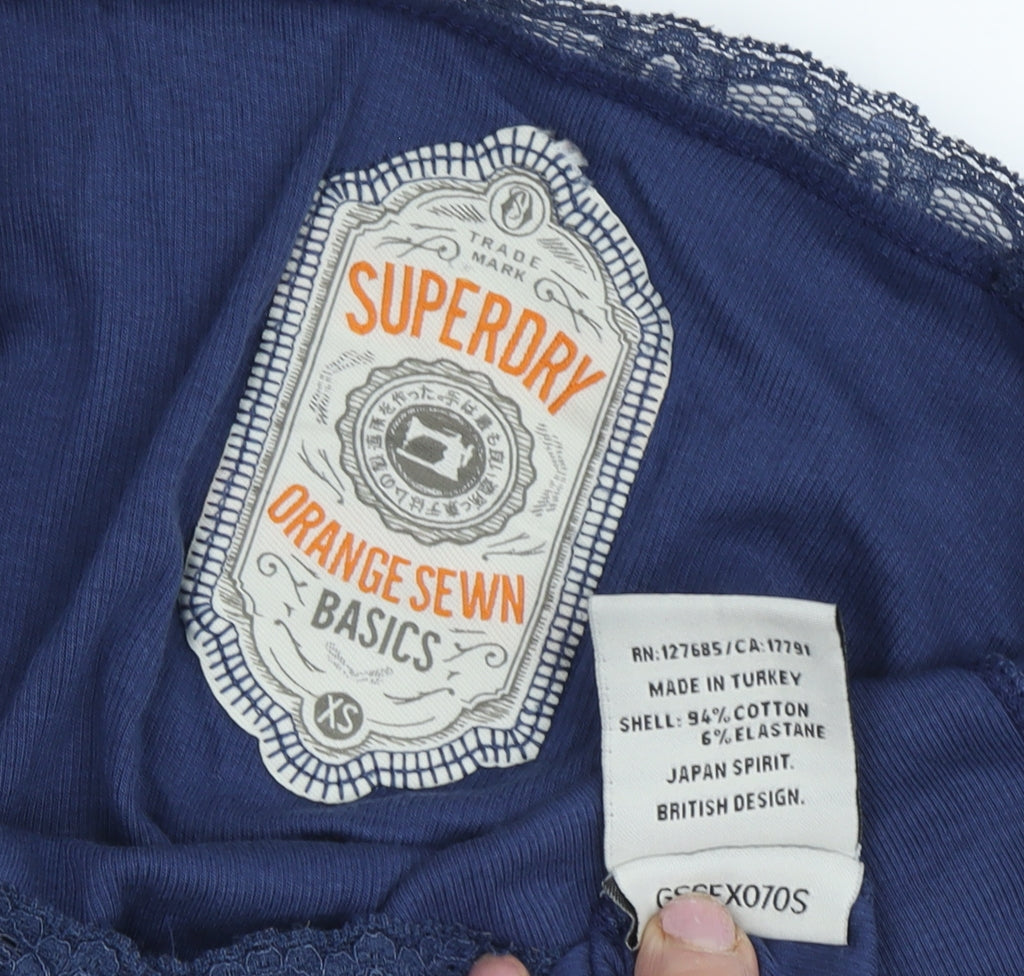 TRADE
MARK
SUPERDRY
ORANGE SEWN
BASICS
XS
RN:127685/CA:17791
MADE IN TURKEY
SHELL: 94% COTTON
6% ELASTANE
JAPAN SPIRIT.
BRITISH DESIGN.